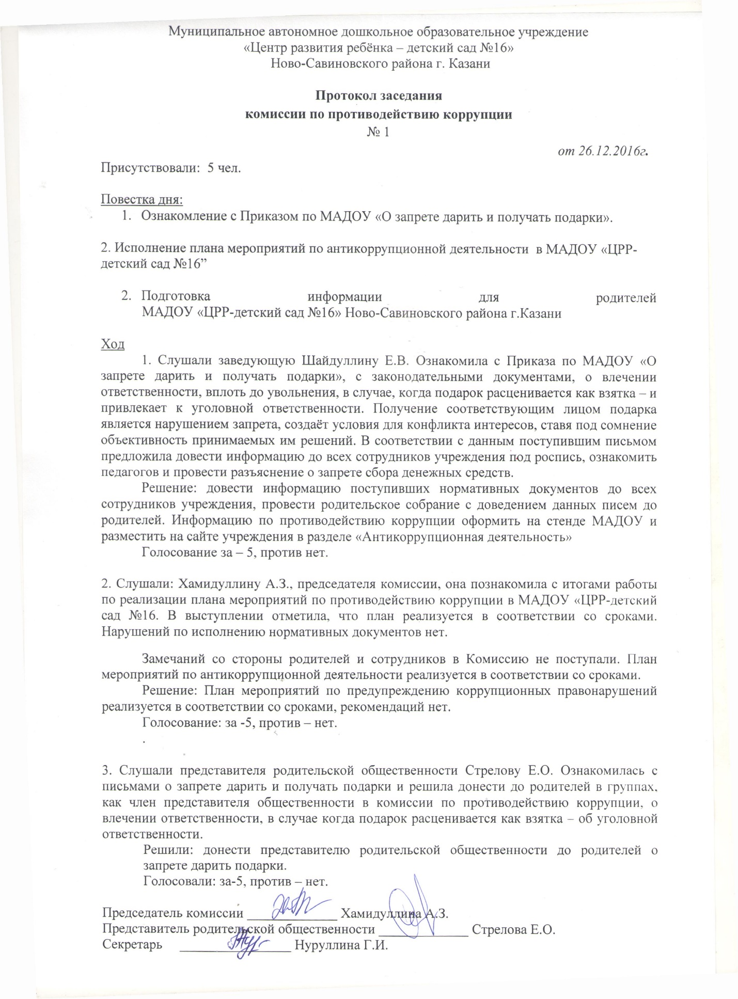 Муниципальное автономное дошкольное образовательное учреждение
«Центр развития ребёнка – детский сад №16»
Ново-Савиновского района г. Казани
Протокол заседания
комиссии по противодействию коррупции
№ 1
от 26.12.2016г.
Присутствовали: 5 чел.
Повестка дня:
1. Ознакомление с Приказом по МАДОУ «О запрете дарить и получать подарки».
2. Исполнение плана мероприятий по антикоррупционной деятельности в МАДОУ «ЦРР-
детский сад №16”
2. Подготовка информации для родителей
МАДОУ «ЦРР-детский сад №16» Ново-Савиновского района г.Казани
Ход
1. Слушали заведующую Шайдуллину Е.В. Ознакомила с Приказа по МАДОУ «О
запрете дарить и получать подарки», с законодательными документами, о влечении
ответственности, вплоть до увольнения, в случае, когда подарок расценивается как взятка – и
привлекает к уголовной ответственности. Получение соответствующим лицом подарка
является нарушением запрета, создаёт условия для конфликта интересов, ставя под сомнение
объективность принимаемых им решений. В соответствии с данным поступившим письмом
предложила довести информацию до всех сотрудников учреждения под роспись, ознакомить
педагогов и провести разъяснение о запрете сбора денежных средств.
Решение: довести информацию поступивших нормативных документов до всех
сотрудников учреждения, провести родительское собрание с доведением данных писем до
родителей. Информацию по противодействию коррупции оформить на стенде МАДОУ и
разместить на сайте учреждения в разделе «Антикоррупционная деятельность»
Голосование за – 5, против нет.
2. Слушали: Хамидуллину А.З., председателя комиссии, она познакомила с итогами работы
по реализации плана мероприятий по противодействию коррупции в МАДОУ «ЦРР-детский
сад №16. В выступлении отметила, что план реализуется в соответствии со сроками.
Нарушений по исполнению нормативных документов нет.
Замечаний со стороны родителей и сотрудников в Комиссию не поступали. План
мероприятий по антикоррупционной деятельности реализуется в соответствии со сроками.
Решение: План мероприятий по предупреждению коррупционных правонарушений
реализуется в соответствии со сроками, рекомендаций нет.
Голосование: за -5, против – нет.
.
3. Слушали представителя родительской общественности Стрелову Е.О. Ознакомилась с
письмами о запрете дарить и получать подарки и решила донести до родителей в группах,
как член представителя общественности в комиссии по противодействию коррупции, о
влечении ответственности, в случае когда подарок расценивается как взятка – об уголовной
ответственности.
Решили: донести представителю родительской общественности до родителей о
запрете дарить подарки.
Голосовали: за-5, против – нет.
Председатель комиссии _____________ Хамидуллина А.З.
Представитель родительской общественности _____________ Стрелова Е.О.
Секретарь ________________ Нуруллина Г.И.